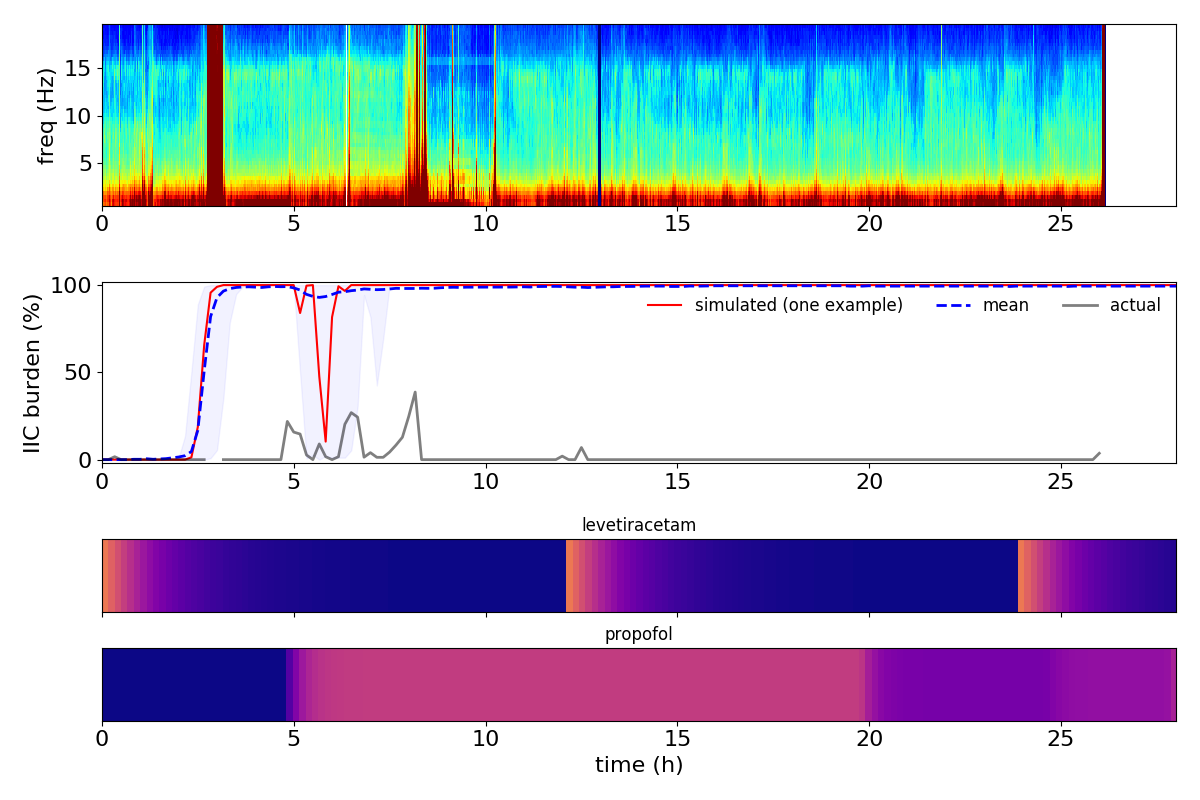 freq (Hz)
15
10
5
0 5 10 15 20 25
IIC burden (%)
100
50
0
simulated (one example) mean actual
0 5 10 15 20 25
levetiracetam
propofol
0 5 10 15 20 25
time (h)